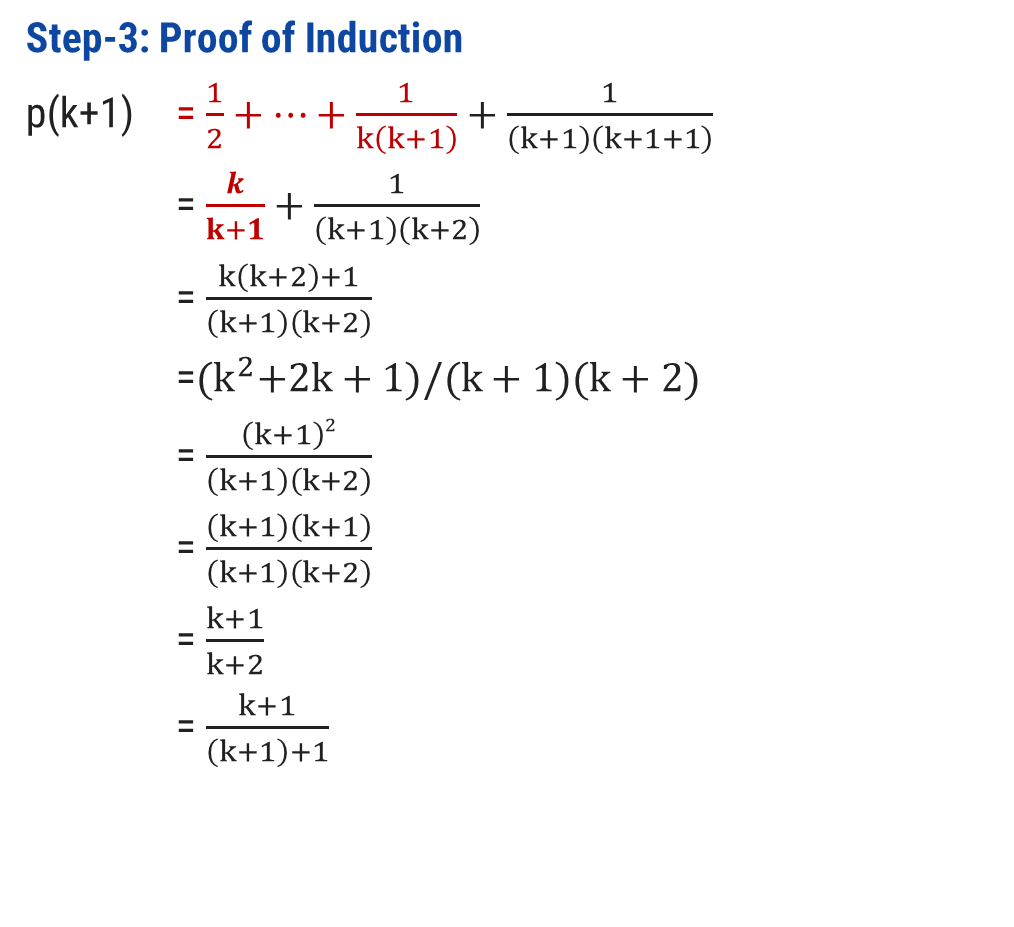 Step-3: Proof of Induction
p(k+1) = 1/2 + ⋯ + 1/k(k+1) + 1/(k+1)(k+1+1)
= k/k+1 + 1/(k+1)(k+2)
= k(k+2)+1/(k+1)(k+2)
=(k²+2k + 1)/(k + 1)(k + 2)
= (k+1)²/(k+1)(k+2)
= (k+1)(k+1)/(k+1)(k+2)
= k+1/k+2
= k+1/(k+1)+1